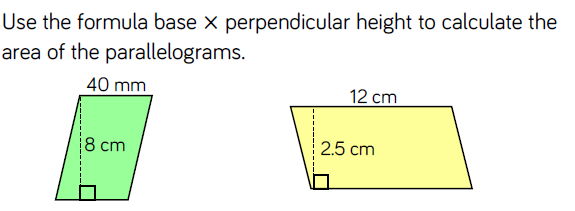 Use the formula base × perpendicular height to calculate the
area of the parallelograms.
40 mm
12 cm
8 cm
2.5 cm